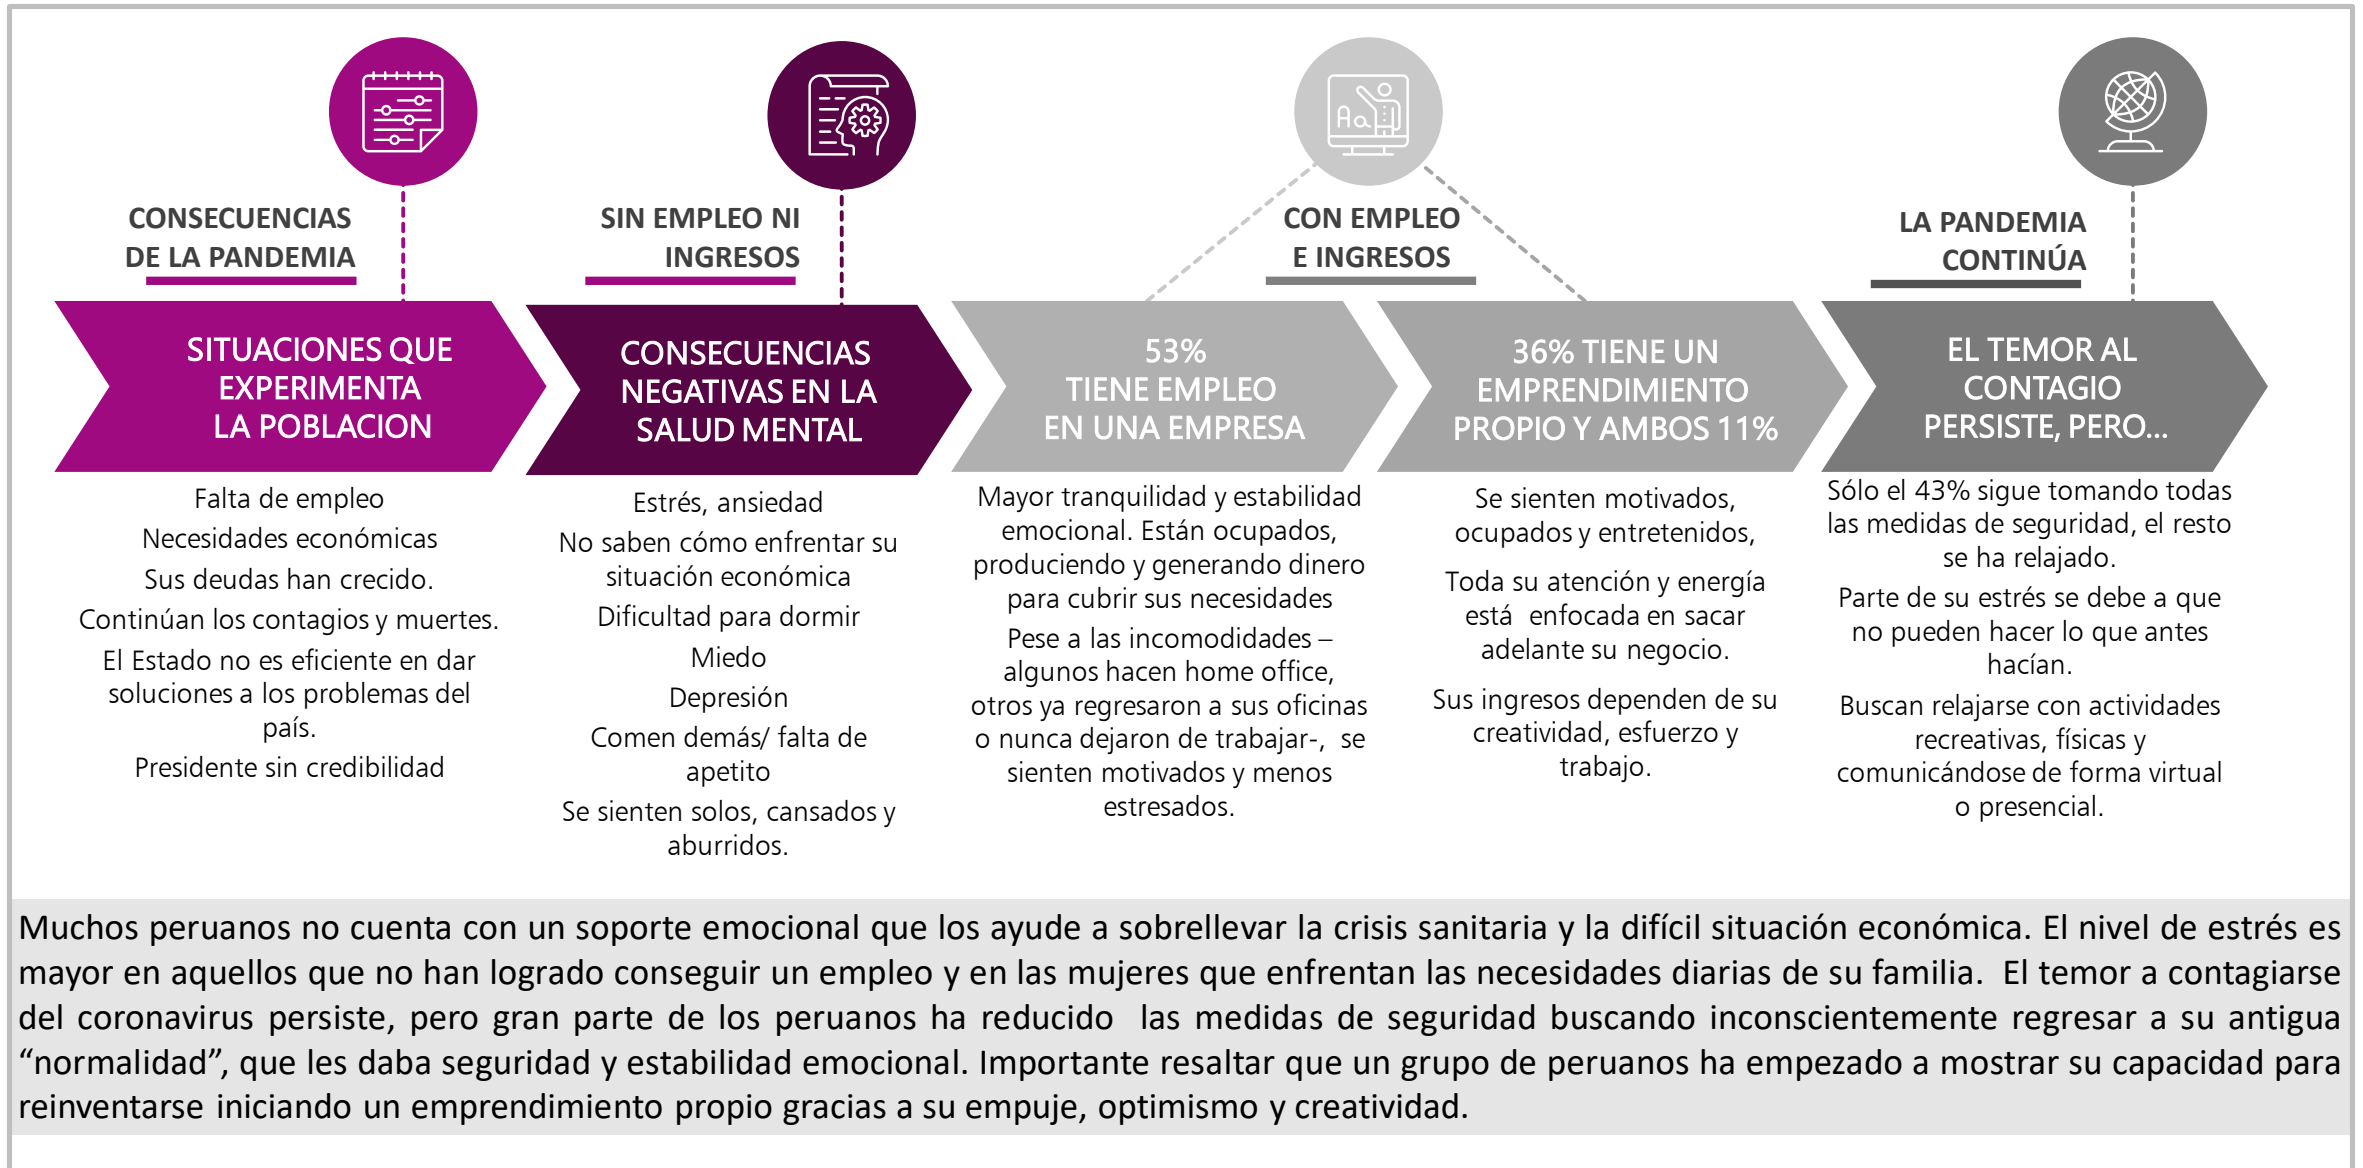 CONSECUENCIAS
DE LA PANDEMIA
SITUACIONES QUE
EXPERIMENTA
LA POBLACION
Falta de empleo
Necesidades económicas
Sus deudas han crecido.
Continúan los contagios y muertes.
El Estado no es eficiente en dar
soluciones a los problemas del
país.
Presidente sin credibilidad
SIN EMPLEO NI
INGRESOS
CONSECUENCIAS
NEGATIVAS EN LA
SALUD MENTAL
Estrés, ansiedad
No saben cómo enfrentar su
situación económica
Dificultad para dormir
Miedo
Depresión
Comen demás/ falta de
apetito
Se sienten solos, cansados y
aburridos.
Aa
CON EMPLEO
E INGRESOS
53%
TIENE EMPLEO
EN UNA EMPRESA
Mayor tranquilidad y estabilidad
emocional. Están ocupados,
produciendo y generando dinero
para cubrir sus necesidades
Pese a las incomodidades –
algunos hacen home office,
otros ya regresaron a sus oficinas
o nunca dejaron de trabajar-,  se
sienten motivados y menos
estresados.
36% TIENE UN
EMPRENDIMIENTO
PROPIO Y AMBOS 11%
Se sienten motivados,
ocupados y entretenidos,
Toda su atención y energía
está  enfocada en sacar
adelante su negocio.
Sus ingresos dependen de su
creatividad, esfuerzo y
trabajo.
LA PANDEMIA
CONTINÚA
EL TEMOR AL
CONTAGIO
PERSISTE, PERO...
Sólo el 43% sigue tomando todas
las medidas de seguridad, el resto
se ha relajado.
Parte de su estrés se debe a que
no pueden hacer lo que antes
hacían.
Buscan relajarse con actividades
recreativas, físicas y
comunicándose de forma virtual
o presencial.
Muchos peruanos no cuenta con un soporte emocional que los ayude a sobrellevar la crisis sanitaria y la difícil situación económica. El nivel de estrés es
mayor en aquellos que no han logrado conseguir un empleo y en las mujeres que enfrentan las necesidades diarias de su familia.  El temor a contagiarse
del coronavirus persiste, pero gran parte de los peruanos ha reducido  las medidas de seguridad buscando inconscientemente regresar a su antigua
“normalidad”, que les daba seguridad y estabilidad emocional. Importante resaltar que un grupo de peruanos ha empezado a mostrar su capacidad para
reinventarse iniciando un emprendimiento propio gracias a su empuje, optimismo y creatividad.